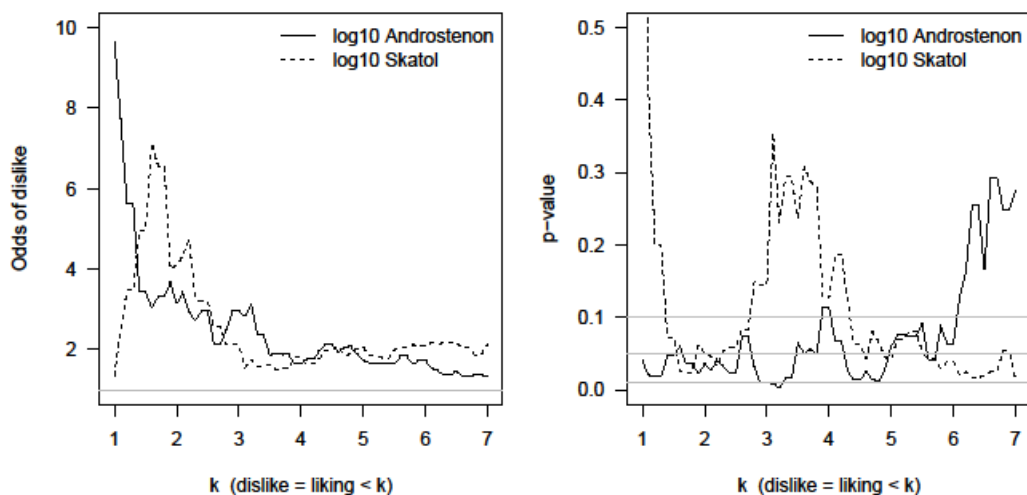 log10 Androstenon
log10 Skatol
Odds of dislike
10
8
6
4
2
1 2 3 4 5 6 7
k (dislike = liking < k)
log10 Androstenon
log10 Skatol
p-value
0.5
0.4
0.3
0.2
0.1
0.0
1 2 3 4 5 6 7
k (dislike = liking < k)